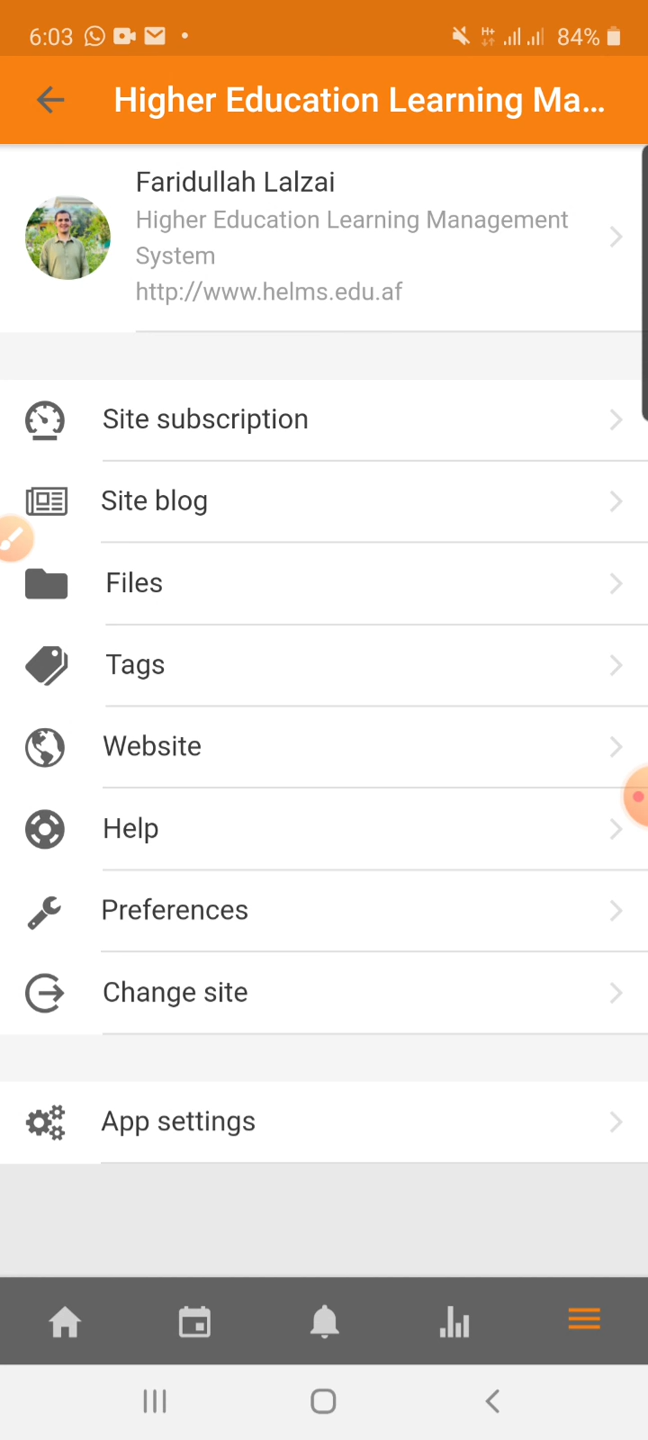 6:03
84%
Higher Education Learning Ma...
Faridullah Lalzai
Higher Education Learning Management
System
http://www.helms.edu.af
Site subscription
Site blog
Files
Tags
Website
Help
Preferences
Change site
App settings